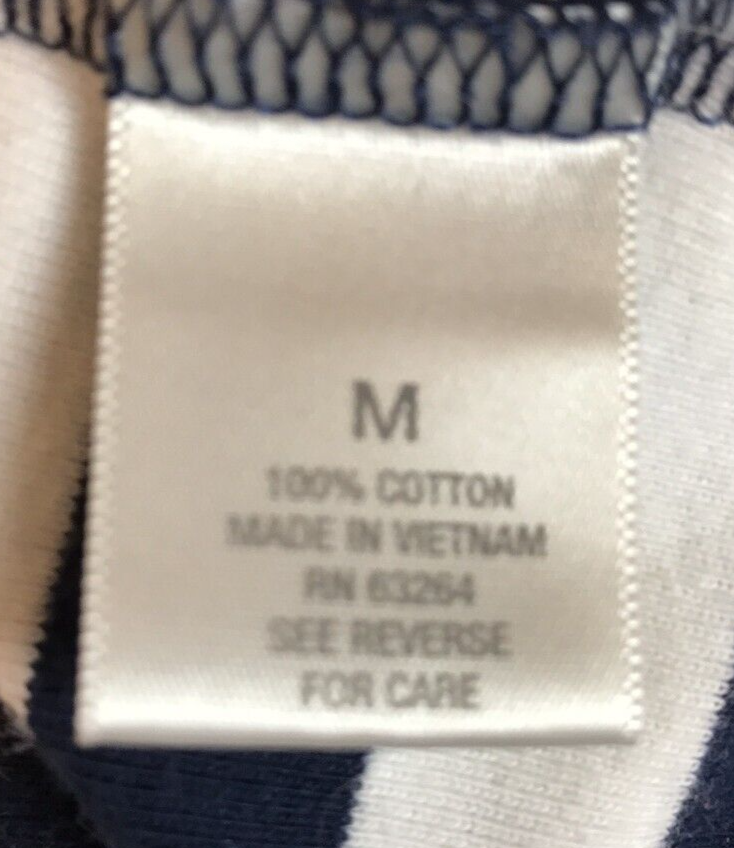 M
100% COTTON
MADE IN VIETNAM
RN 63264
SEE REVERSE
FOR CARE